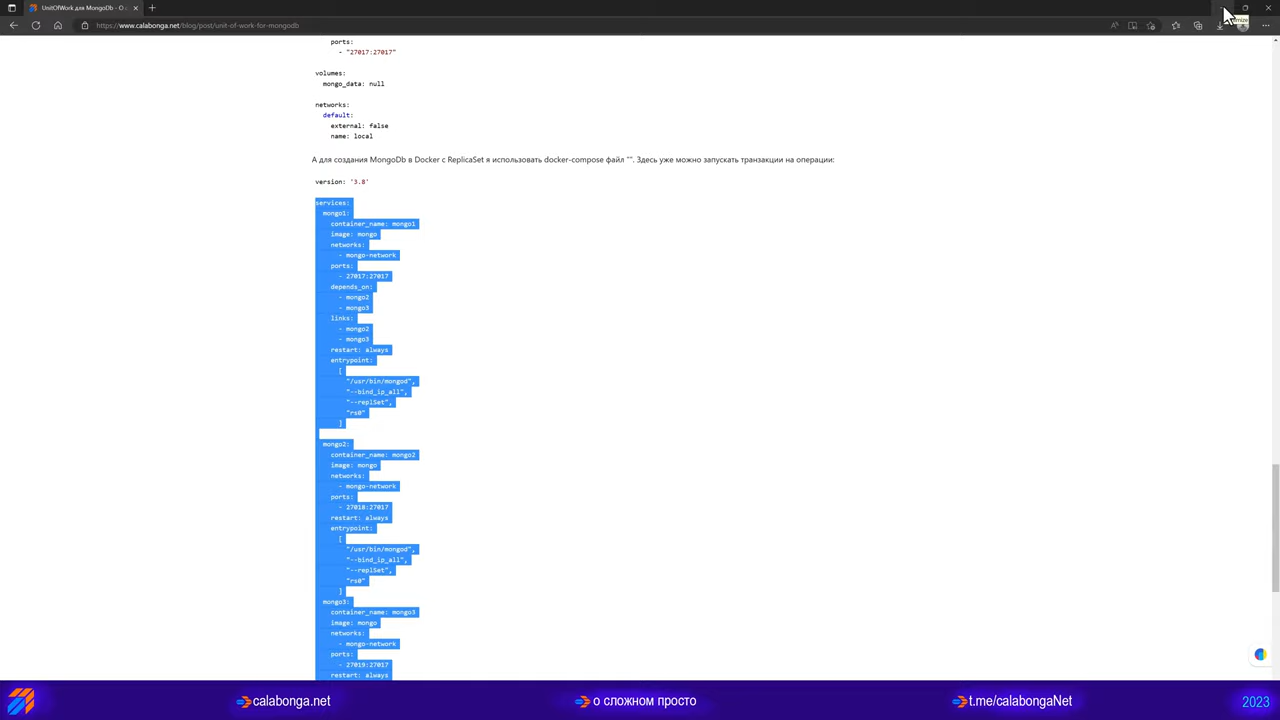 UnitOfWork для MongoDb - О с
https://www.calabonga.net/blog/post/unit-of-work-for-mongodb
ports:
- "27017:27017"
volumes:
mongo_data: null
networks:
default:
external: false
name: local
А для создания MongoDb в Docker с ReplicaSet я использовать docker-compose файл "". Здесь уже можно запускать транзакции на операции:
version: '3.8'
services:
mongo1:
container_name: mongo1
image: mongo
networks:
- mongo-network
ports:
- 27017:27017
depends_on:
- mongo2
- mongo3
links:
- mongo2
- mongo3
restart: always
entrypoint:
[
"/usr/bin/mongod",
"--bind_ip_all",
"--replSet",
"rs0"
]
mongo2:
container_name: mongo2
image: mongo
networks:
- mongo-network
ports:
- 27018:27017
restart: always
entrypoint:
[
"/usr/bin/mongod",
"--bind_ip_all",
"--replSet",
"rs0"
]
mongo3:
container_name: mongo3
image: mongo
networks:
- mongo-network
ports:
- 27019:27017
restart: always
calabonga.net
о сложном просто
t.me/calabongaNet
2023